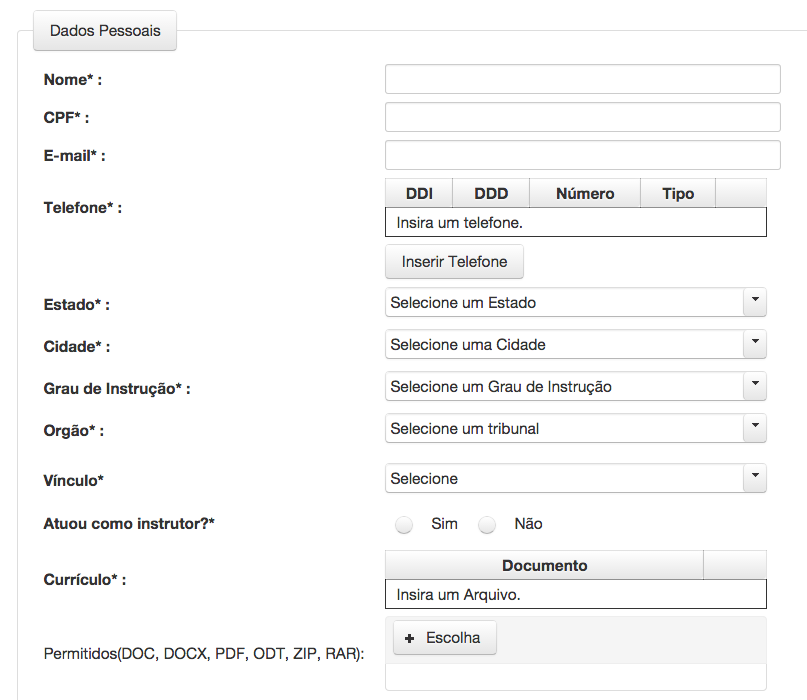 Dados Pessoais
Nome* :
CPF* :
E-mail* :
Telefone* :
DDI DDD Número Tipo
Insira um telefone.
Inserir Telefone
Estado* : Selecione um Estado
Cidade* : Selecione uma Cidade
Grau de Instrução* : Selecione um Grau de Instrução
Orgão* : Selecione um tribunal
Vínculo* Selecione
Atuou como instrutor?* Sim Não
Currículo* :
Documento
Insira um Arquivo.
Permitidos(DOC, DOCX, PDF, ODT, ZIP, RAR): + Escolha